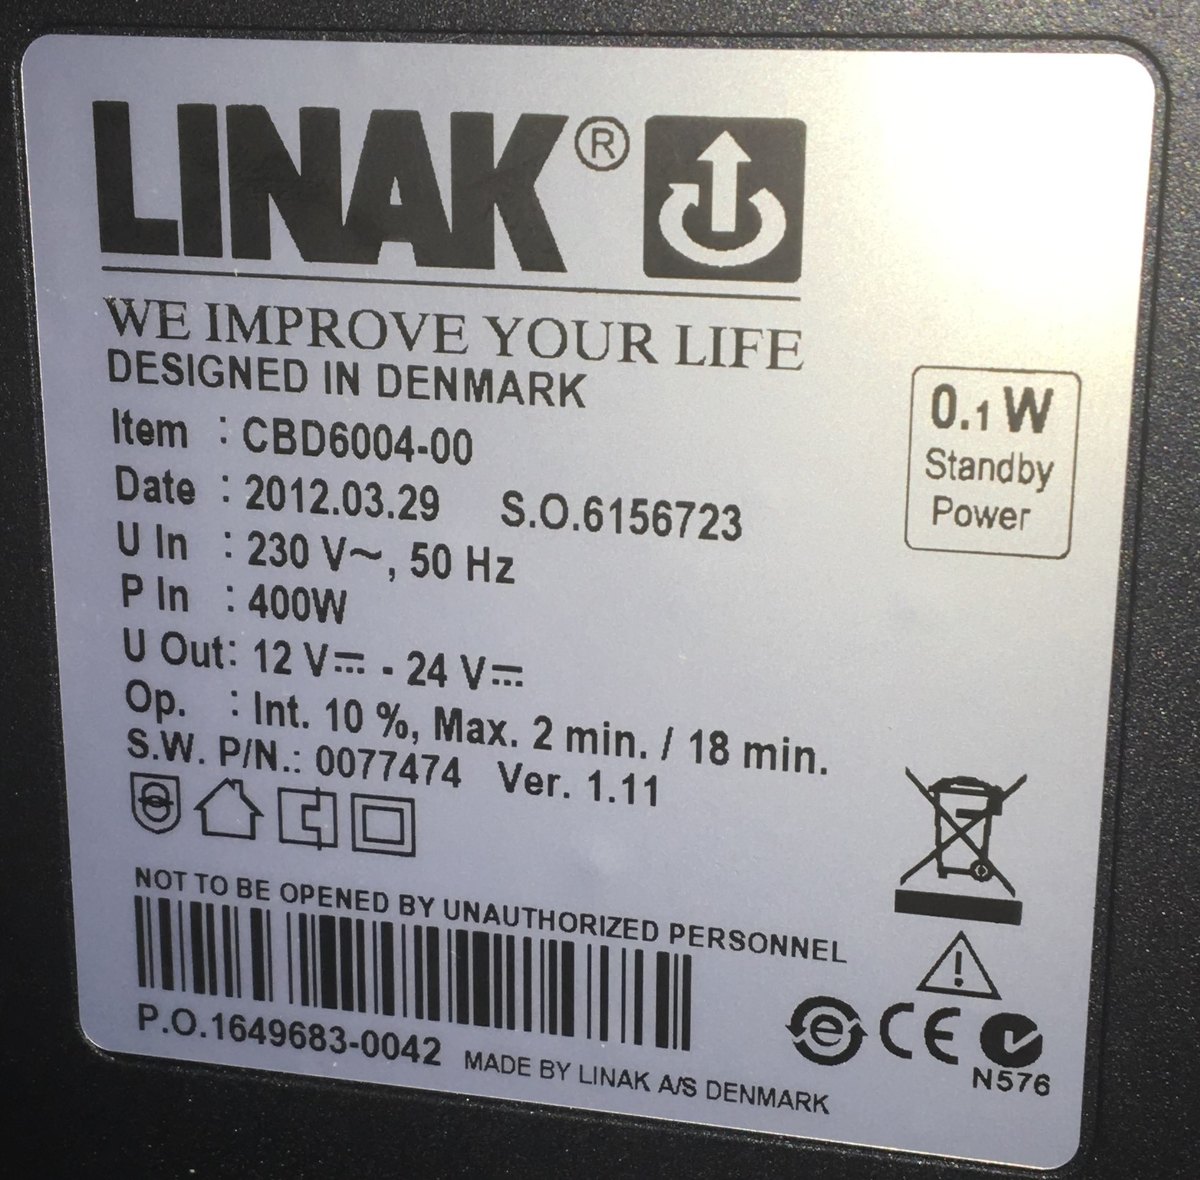 LINAK®
WE IMPROVE YOUR LIFE
DESIGNED IN DENMARK
Item : CBD6004-00
Date : 2012.03.29 S.O.6156723
U In : 230 V~, 50 Hz
P In : 400W
U Out: 12 V⎓ - 24 V⎓
Op. : Int. 10 %, Max. 2 min. / 18 min.
S.W. P/N.: 0077474 Ver. 1.11
0.1 W
Standby
Power
NOT TO BE OPENED BY UNAUTHORIZED PERSONNEL
P.O.1649683-0042 MADE BY LINAK A/S DENMARK
e CE
N576